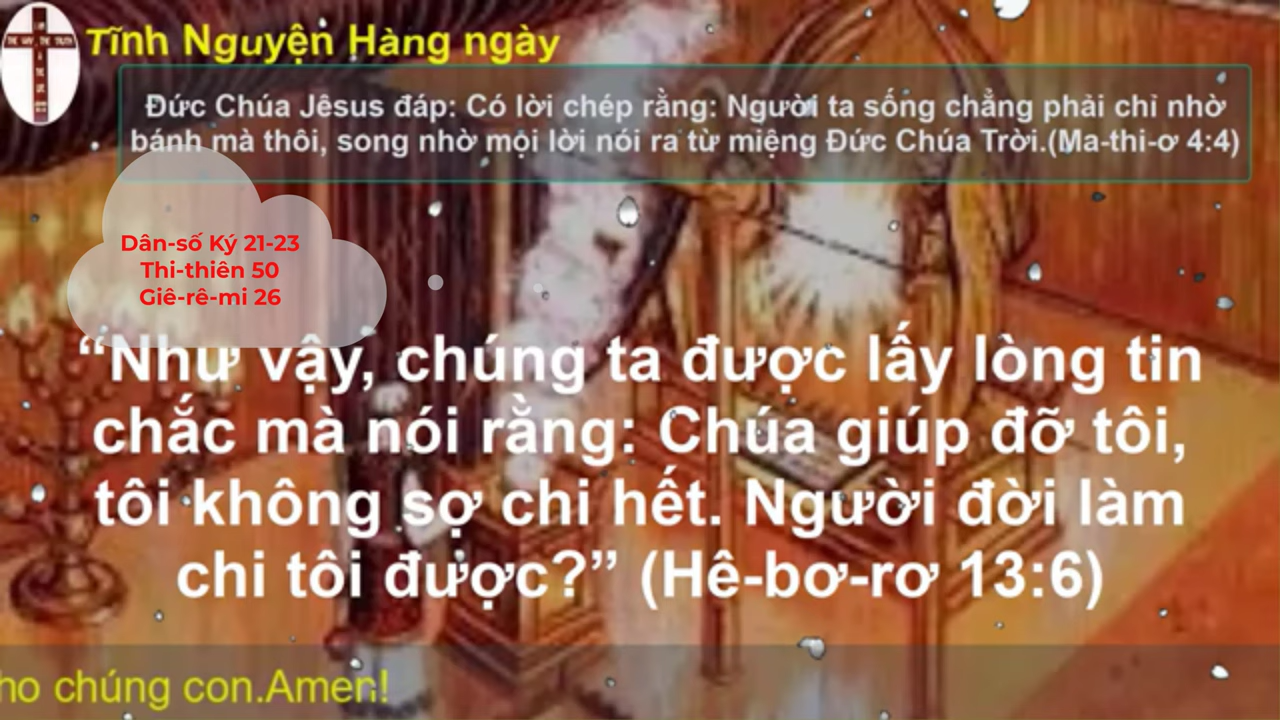 Tĩnh Nguyện Hàng ngày
Đức Chúa Jêsus đáp: Có lời chép rằng: Người ta sống chẳng phải chỉ nhờ
bánh mà thôi, song nhờ mọi lời nói ra từ miệng Đức Chúa Trời.(Ma-thi-ơ 4:4)
Dân-số Ký 21-23
Thi-thiên 50
Giê-rê-mi 26
“Như vậy, chúng ta được lấy lòng tin
chắc mà nói rằng: Chúa giúp đỡ tôi,
tôi không sợ chi hết. Người đời làm
chi tôi được?” (Hê-bơ-rơ 13:6)
ho chúng con.Amen!